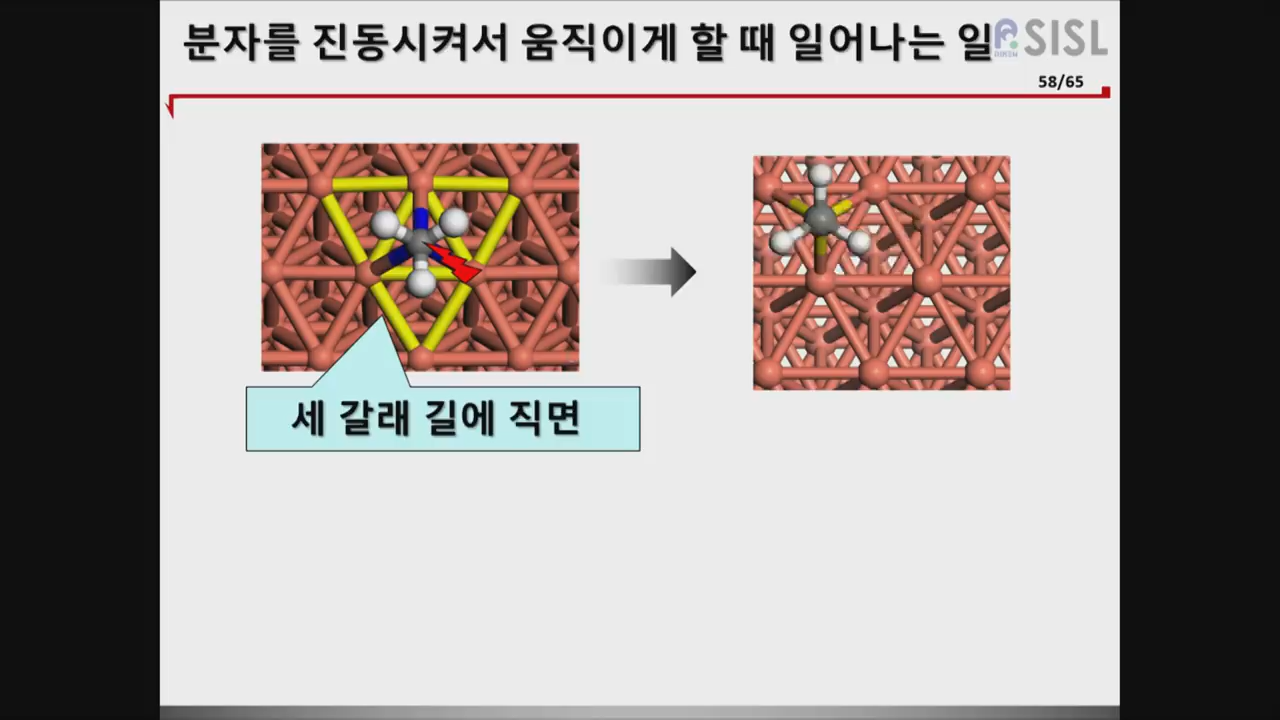 분자를 진동시켜서 움직이게 할 때 일어나는 일
SISL
58/65
세 갈래 길에 직면